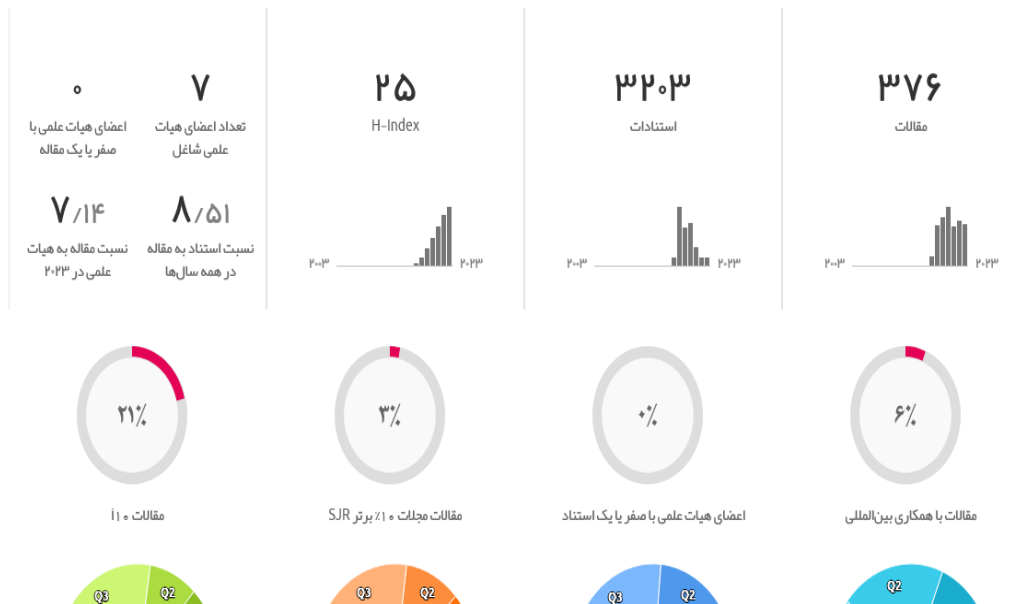 ۳۷۶
مقالات
۲۰۰۳
۲۰۲۳
۳۲۰۳
استنادات
۲۰۰۳
۲۰۲۳
۲۵
H-Index
۲۰۰۳
۲۰۲۳
۷
تعداد اعضای هیات
علمی شاغل
۰
اعضای هیات علمی با
صفر یا یک مقاله
۸/۵۱
نسبت استناد به مقاله
در همه سال‌ها
۷/۱۴
نسبت مقاله به هیات
علمی در ۲۰۲۳
۶٪
مقالات با همکاری بین‌المللی
۰٪
اعضای هیات علمی با صفر یا یک استناد
۳٪
مقالات مجلات ۱۰٪ برتر SJR
۲۱٪
مقالات i۱۰
Q2
Q3
Q2
Q3
Q2
Q3
Q2